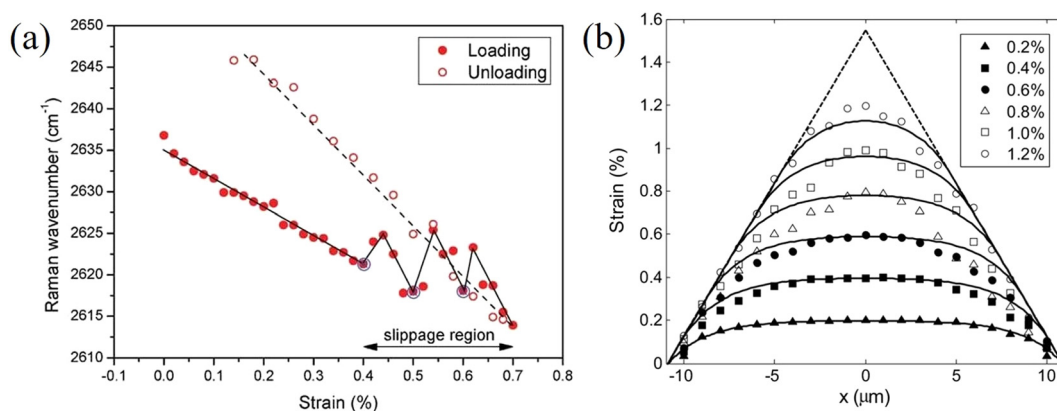 (a)
Raman wavenumber (cm⁻¹)
2650
2645
2640
2635
2630
2625
2620
2615
2610
Loading
Unloading
slippage region
-0.1 0.0 0.1 0.2 0.3 0.4 0.5 0.6 0.7 0.8
Strain (%)
(b)
Strain (%)
1.6
1.4
1.2
1
0.8
0.6
0.4
0.2
0
0.2%
0.4%
0.6%
0.8%
1.0%
1.2%
-10 -5 0 5 10
x (μm)